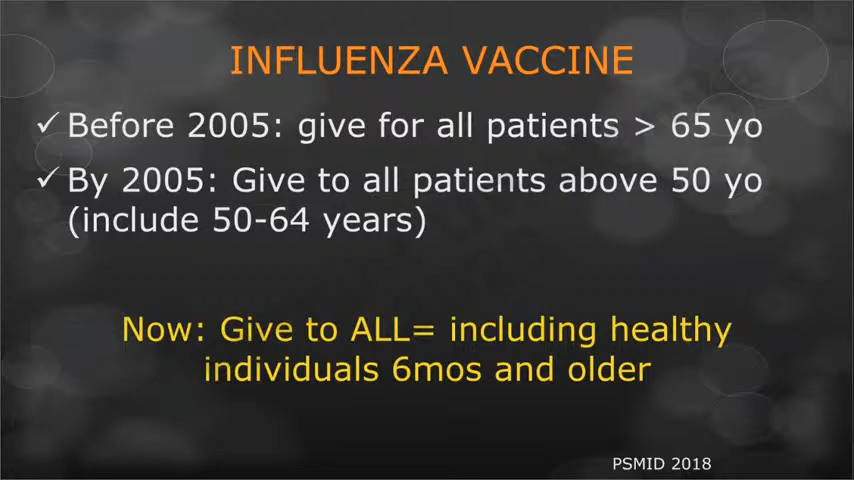 INFLUENZA VACCINE
✓Before 2005: give for all patients > 65 yo
✓By 2005: Give to all patients above 50 yo
(include 50-64 years)
Now: Give to ALL= including healthy
individuals 6mos and older
PSMID 2018